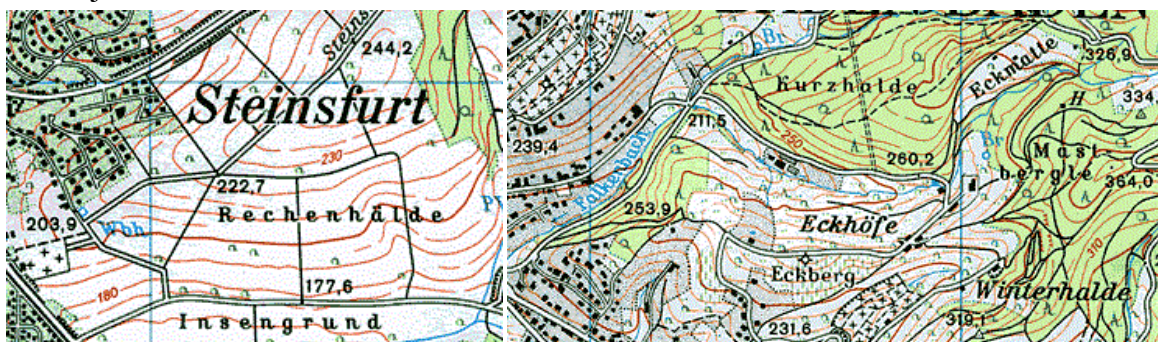 Steins
244,2
Steinsfurt
230
222,7
Rechenhälde
203,9
Wbh
180
177,6
Insengrund
Br
Eckmatte
326,9
Kurzhalde
H
334,
211,5
250
239,4
Falkenbach
260,2
Br
Mast-
bergle
364,0
253,9
Eckhöfe
310
Eckberg
Winterhalde
231,6
319,1